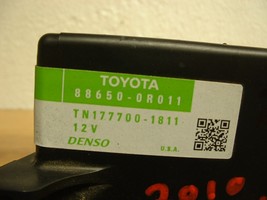 TOYOTA
88650-0R011
TN177700-1811
12V
DENSO
U.K.